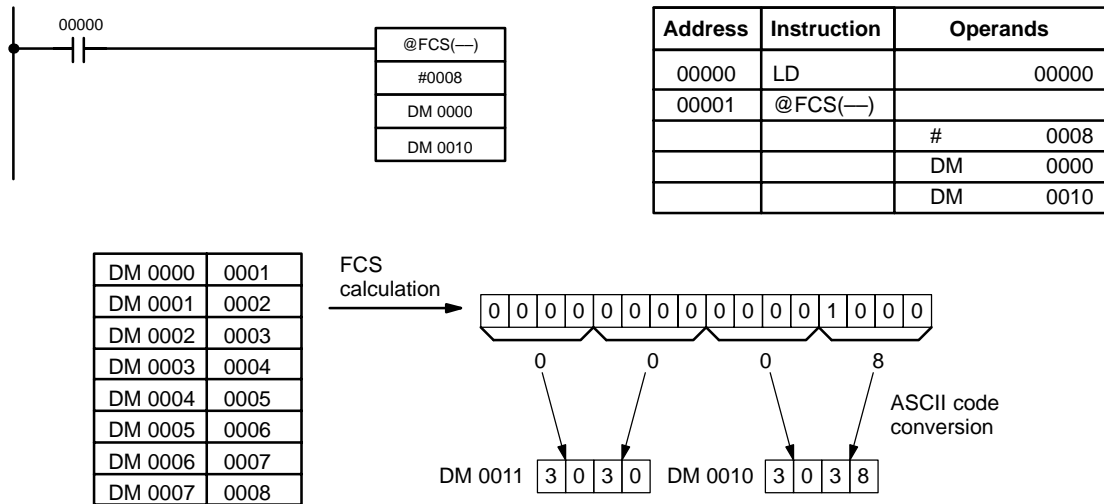 00000
@FCS(––)
#0008
DM 0000
DM 0010
Address Instruction Operands
00000 LD 00000
00001 @FCS(––)
# 0008
DM 0000
DM 0010
DM 0000 0001
DM 0001 0002
DM 0002 0003
DM 0003 0004
DM 0004 0005
DM 0005 0006
DM 0006 0007
DM 0007 0008
FCS
calculation
0 0 0 0 0 0 0 0 0 0 0 0 1 0 0 0
0 0 0 8
ASCII code
conversion
DM 0011 3 0 3 0 DM 0010 3 0 3 8